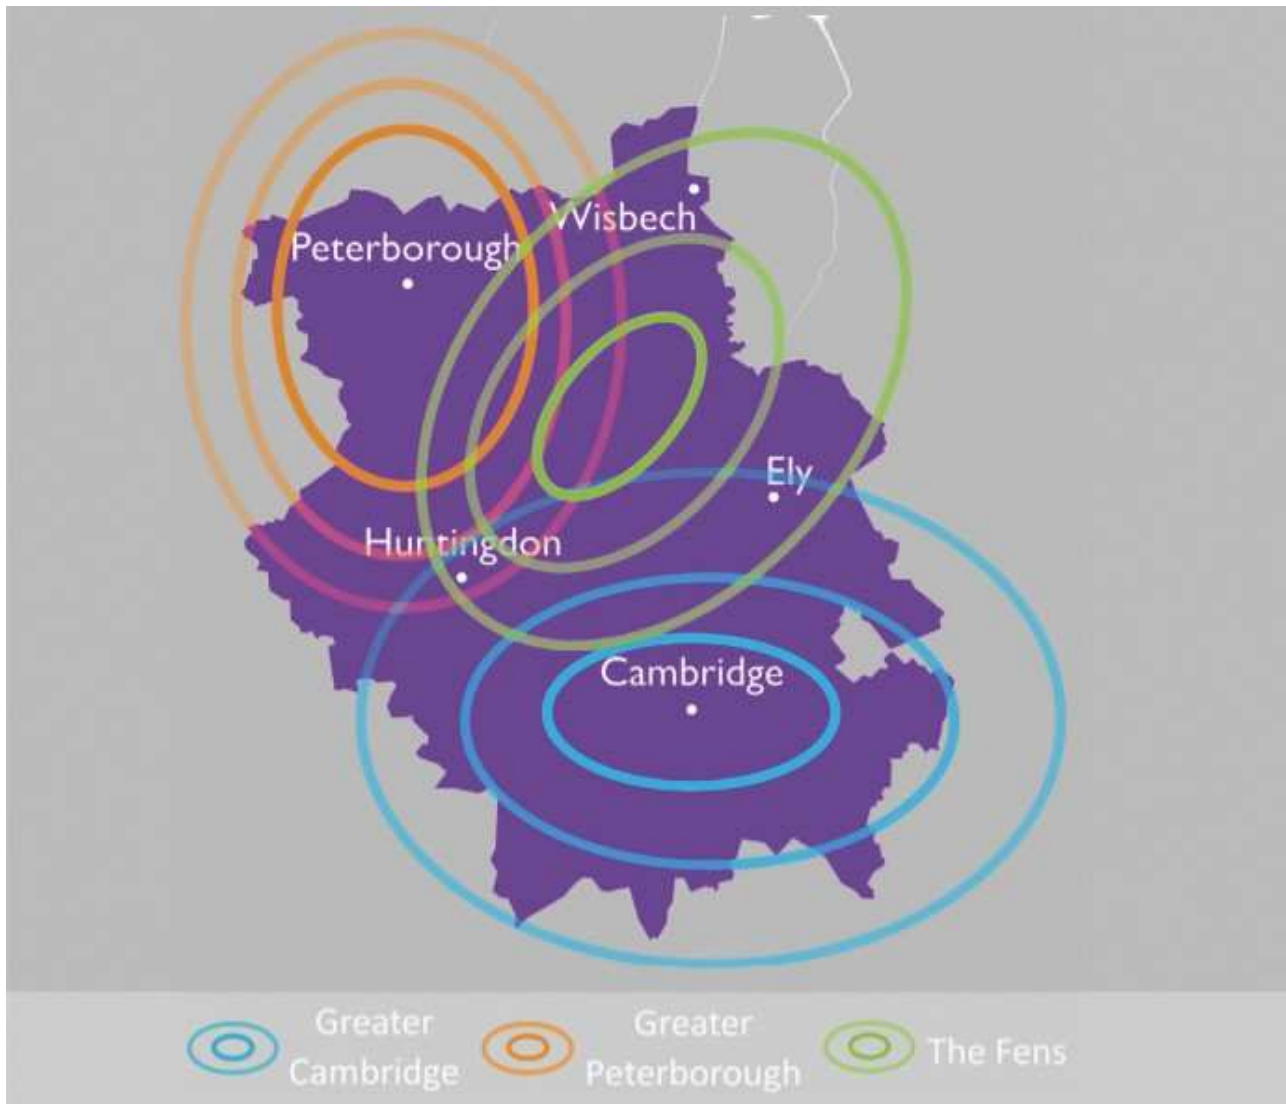 Wisbech
Peterborough
Ely
Huntingdon
Cambridge
Greater
Cambridge
Greater
Peterborough
The Fens